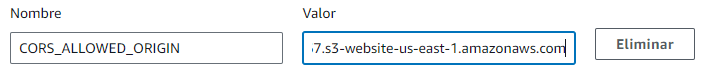 Nombre
Valor
CORS_ALLOWED_ORIGIN
7.s3-website-us-east-1.amazonaws.com
Eliminar